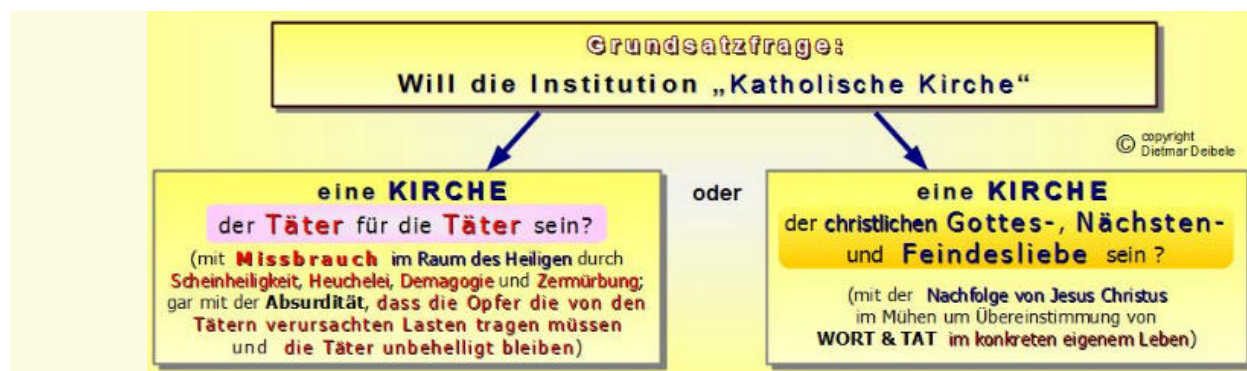 Grundsatzfrage:
Will die Institution „Katholische Kirche“
© copyright
Dietmar Deibele
eine KIRCHE
der Täter für die Täter sein?
(mit Missbrauch im Raum des Heiligen durch
Scheinheiligkeit, Heuchelei, Demagogie und Zermürbung;
gar mit der Absurdität, dass die Opfer die von den
Tätern verursachten Lasten tragen müssen
und die Täter unbehelligt bleiben)
oder
eine KIRCHE
der christlichen Gottes-, Nächsten-
und Feindesliebe sein ?
(mit der Nachfolge von Jesus Christus
im Mühen um Übereinstimmung von
WORT & TAT im konkreten eigenem Leben)